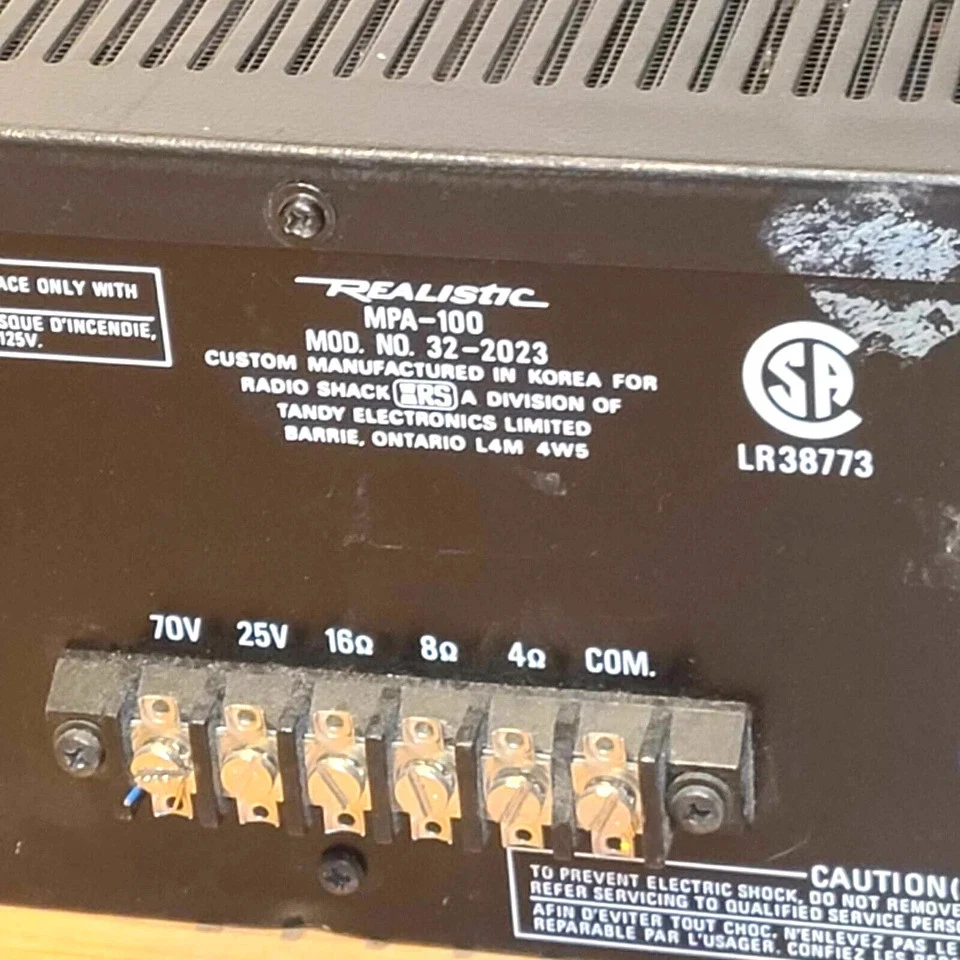 ACE ONLY WITH
SQUE D'INCENDIE,
125V.
REALISTIC
MPA-100
MOD. NO. 32-2023
CUSTOM MANUFACTURED IN KOREA FOR
RADIO SHACK RS A DIVISION OF
TANDY ELECTRONICS LIMITED
BARRIE, ONTARIO L4M 4W5
CSA
LR38773
70V 25V 16Ω 8Ω 4Ω COM.
CAUTION(
TO PREVENT ELECTRIC SHOCK, DO NOT REMOVE
REFER SERVICING TO QUALIFIED SERVICE PERSO
AFIN D'EVITER TOUT CHOC, N'ENLEVEZ PAS LE
REPARABLE PAR L'USAGER. CONFIEZ LES REPA